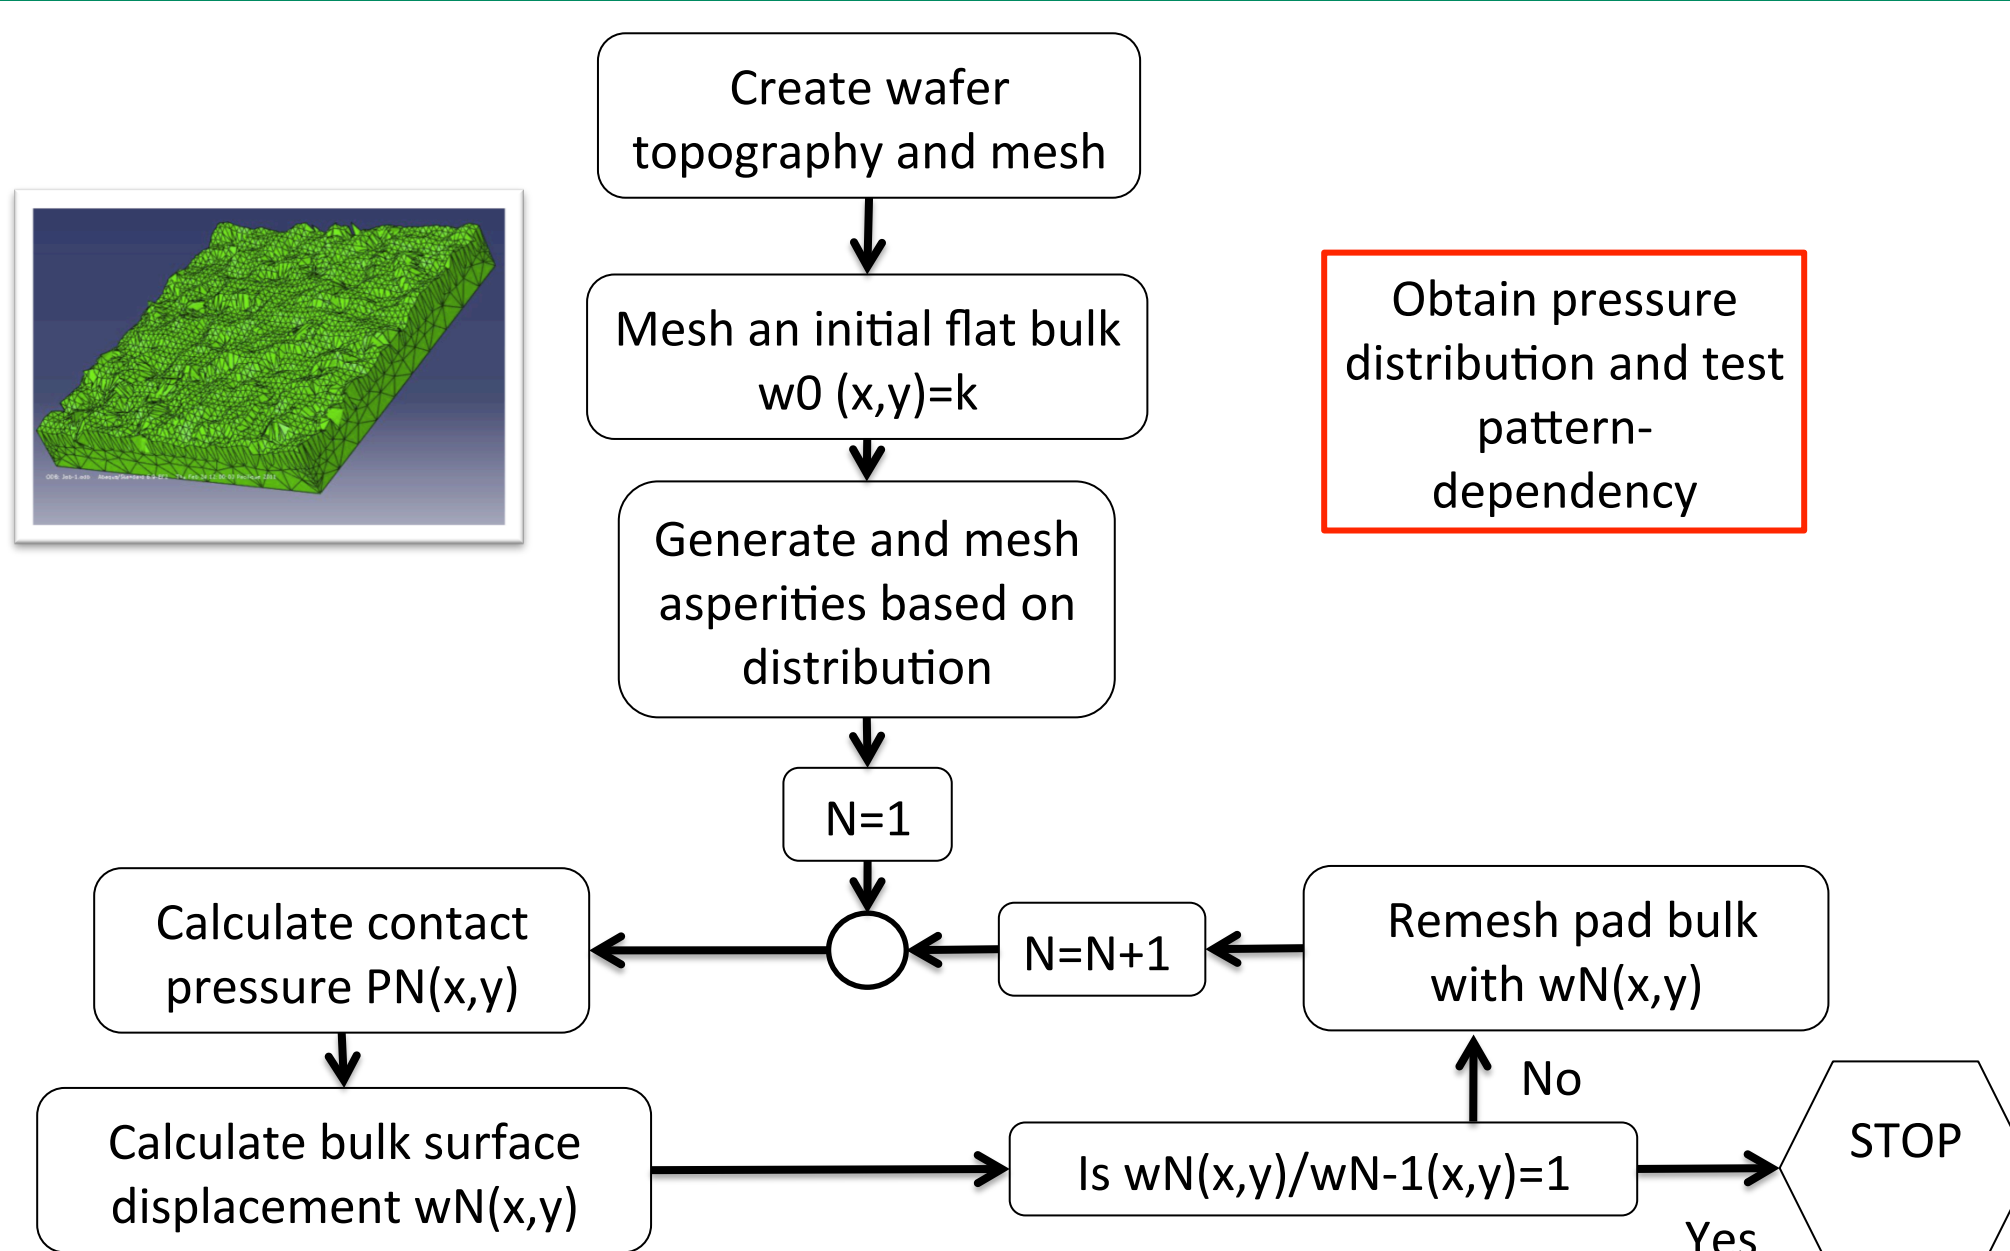 Create wafer
topography and mesh
Mesh an initial flat bulk
w0 (x,y)=k
Obtain pressure
distribution and test
pattern-
dependency
Generate and mesh
asperities based on
distribution
N=1
Calculate contact
pressure PN(x,y)
N=N+1
Remesh pad bulk
with wN(x,y)
No
Calculate bulk surface
displacement wN(x,y)
Is wN(x,y)/wN-1(x,y)=1
STOP
Yes